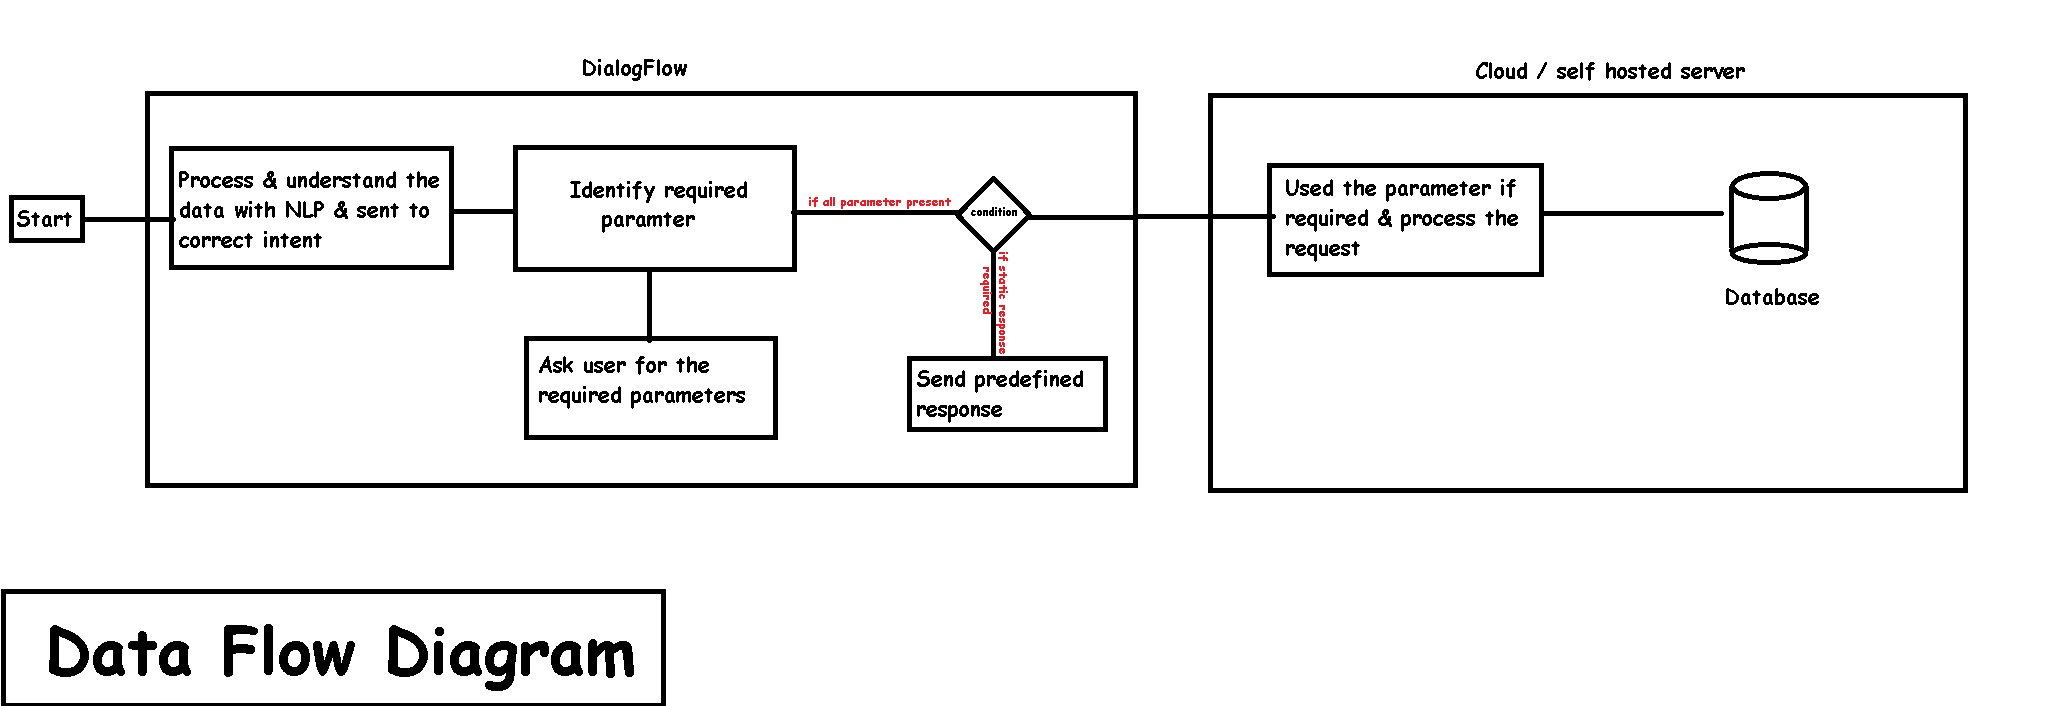 DialogFlow
Cloud / self hosted server
Start
Process & understand the
data with NLP & sent to
correct intent
Identify required
paramter
if all parameter present
condition
if static response
required
Ask user for the
required parameters
Send predefined
response
Used the parameter if
required & process the
request
Database
Data Flow Diagram